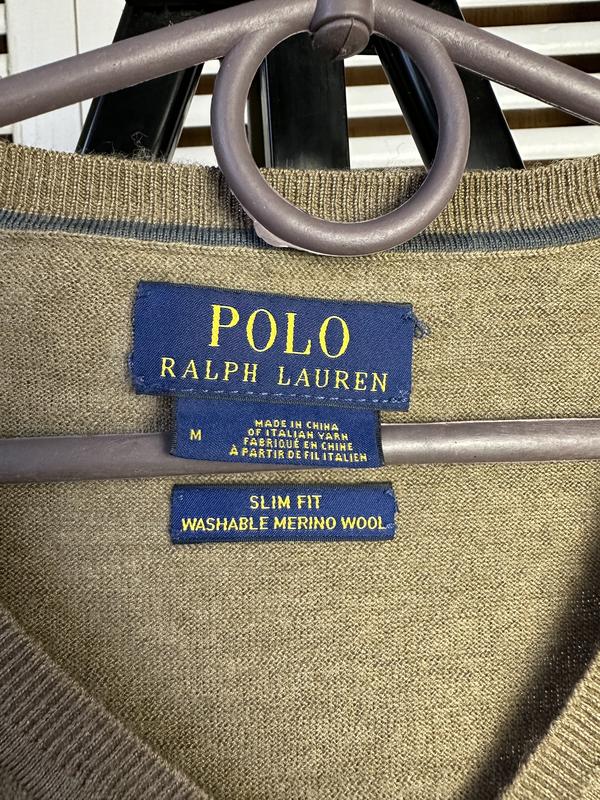 POLO
RALPH LAUREN
M
MADE IN CHINA
OF ITALIAN YARN
FABRIQUÉ EN CHINE
À PARTIR DE FIL ITALIEN
SLIM FIT
WASHABLE MERINO WOOL